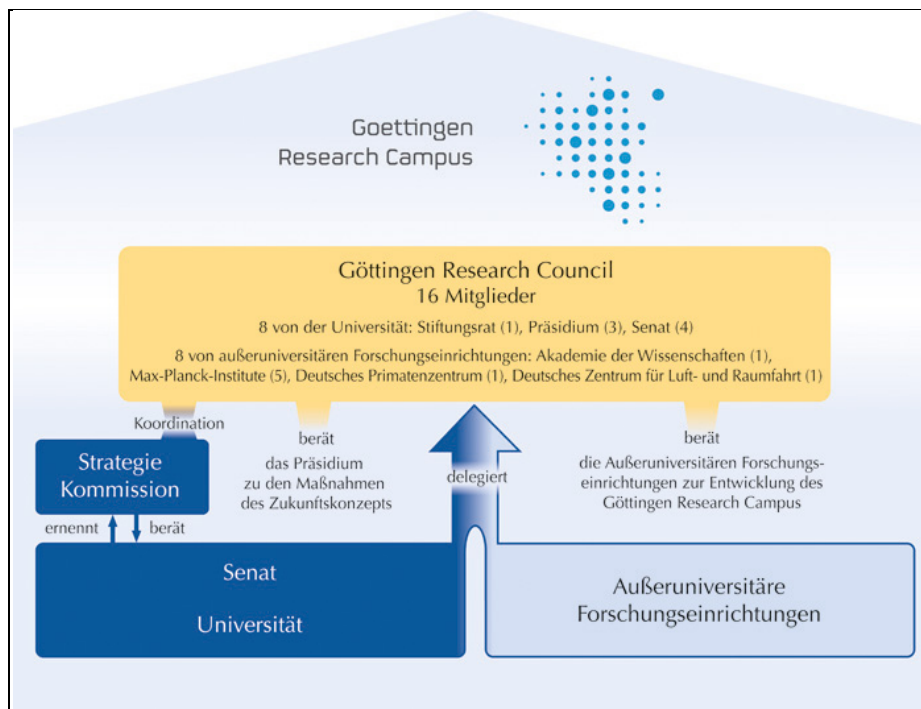 Goettingen
Research Campus
Göttingen Research Council
16 Mitglieder
8 von der Universität: Stiftungsrat (1), Präsidium (3), Senat (4)
8 von außeruniversitären Forschungseinrichtungen: Akademie der Wissenschaften (1),
Max-Planck-Institute (5), Deutsches Primatenzentrum (1), Deutsches Zentrum für Luft- und Raumfahrt (1)
Koordination
Strategie
Kommission
ernennt
berät
berät
das Präsidium
zu den Maßnahmen
des Zukunftskonzepts
delegiert
berät
die Außeruniversitären Forschungs-
einrichtungen zur Entwicklung des
Göttingen Research Campus
Senat
Universität
Außeruniversitäre
Forschungseinrichtungen